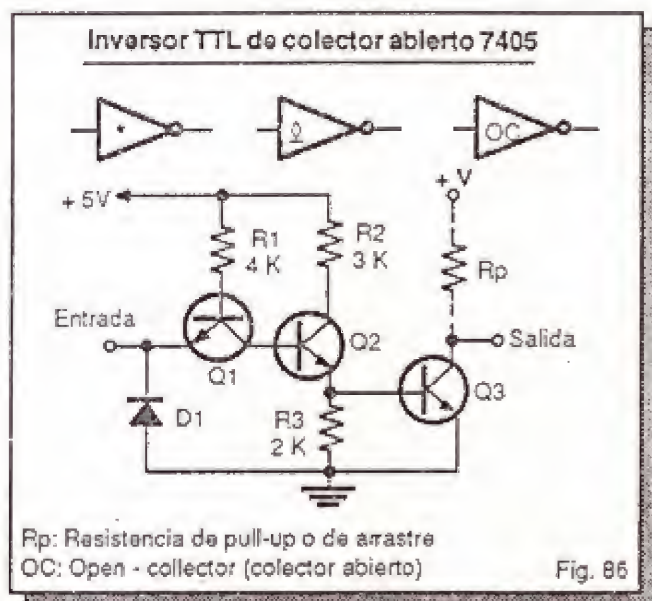 Inversor TTL de colector abierto 7405
OC
+ 5V
+ V
R1
4 K
R2
3 K
Rp
Entrada
Salida
Q1
Q2
Q3
D1
R3
2 K
Rp: Resistencia de pull-up o de arrastre
OC: Open - collector (colector abierto)
Fig. 86